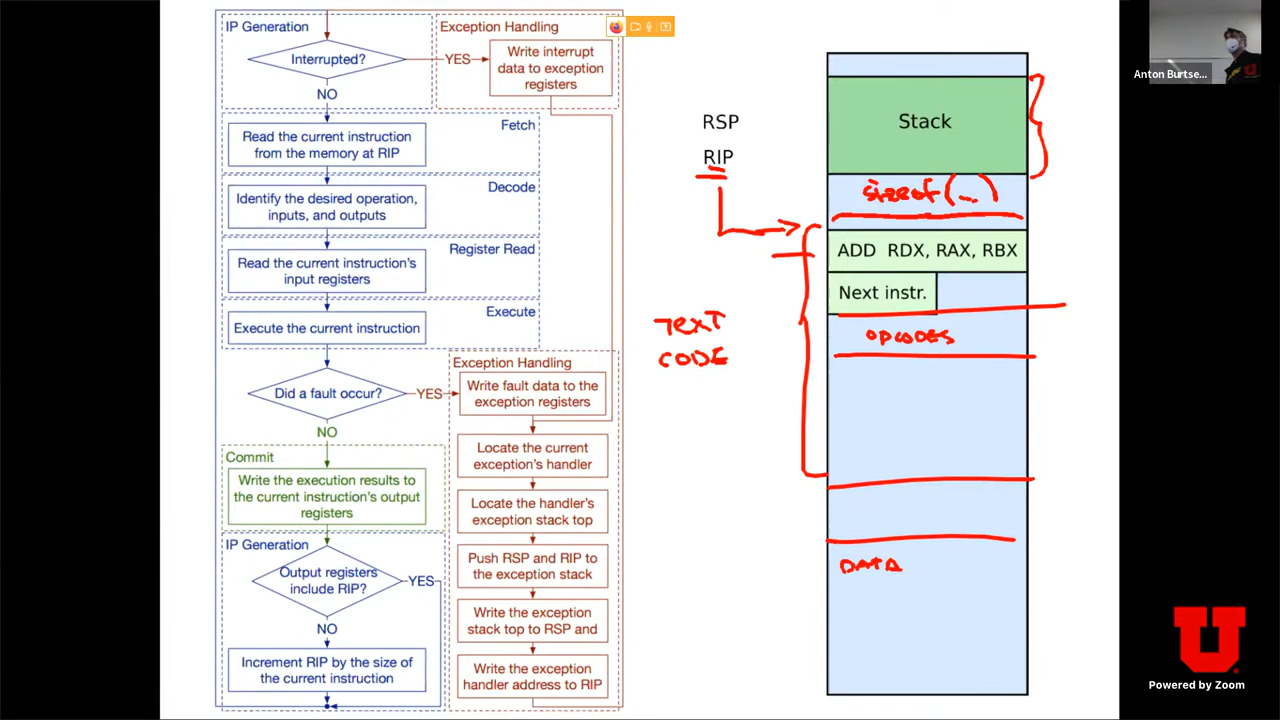 IP Generation
Interrupted?
YES
NO
Exception Handling
Write interrupt
data to exception
registers
Fetch
Read the current instruction
from the memory at RIP
Decode
Identify the desired operation,
inputs, and outputs
Register Read
Read the current instruction's
input registers
Execute
Execute the current instruction
Did a fault occur?
YES
NO
Exception Handling
Write fault data to the
exception registers
Locate the current
exception's handler
Locate the handler's
exception stack top
Push RSP and RIP to
the exception stack
Write the exception
stack top to RSP and
Write the exception
handler address to RIP
Commit
Write the execution results to
the current instruction's output
registers
IP Generation
Output registers
include RIP?
YES
NO
Increment RIP by the size of
the current instruction
RSP
RIP
TEXT
CODE
Stack
sizeof (...)
ADD RDX, RAX, RBX
Next instr.
OPCODES
DATA
Anton Burtse...
U
Powered by Zoom